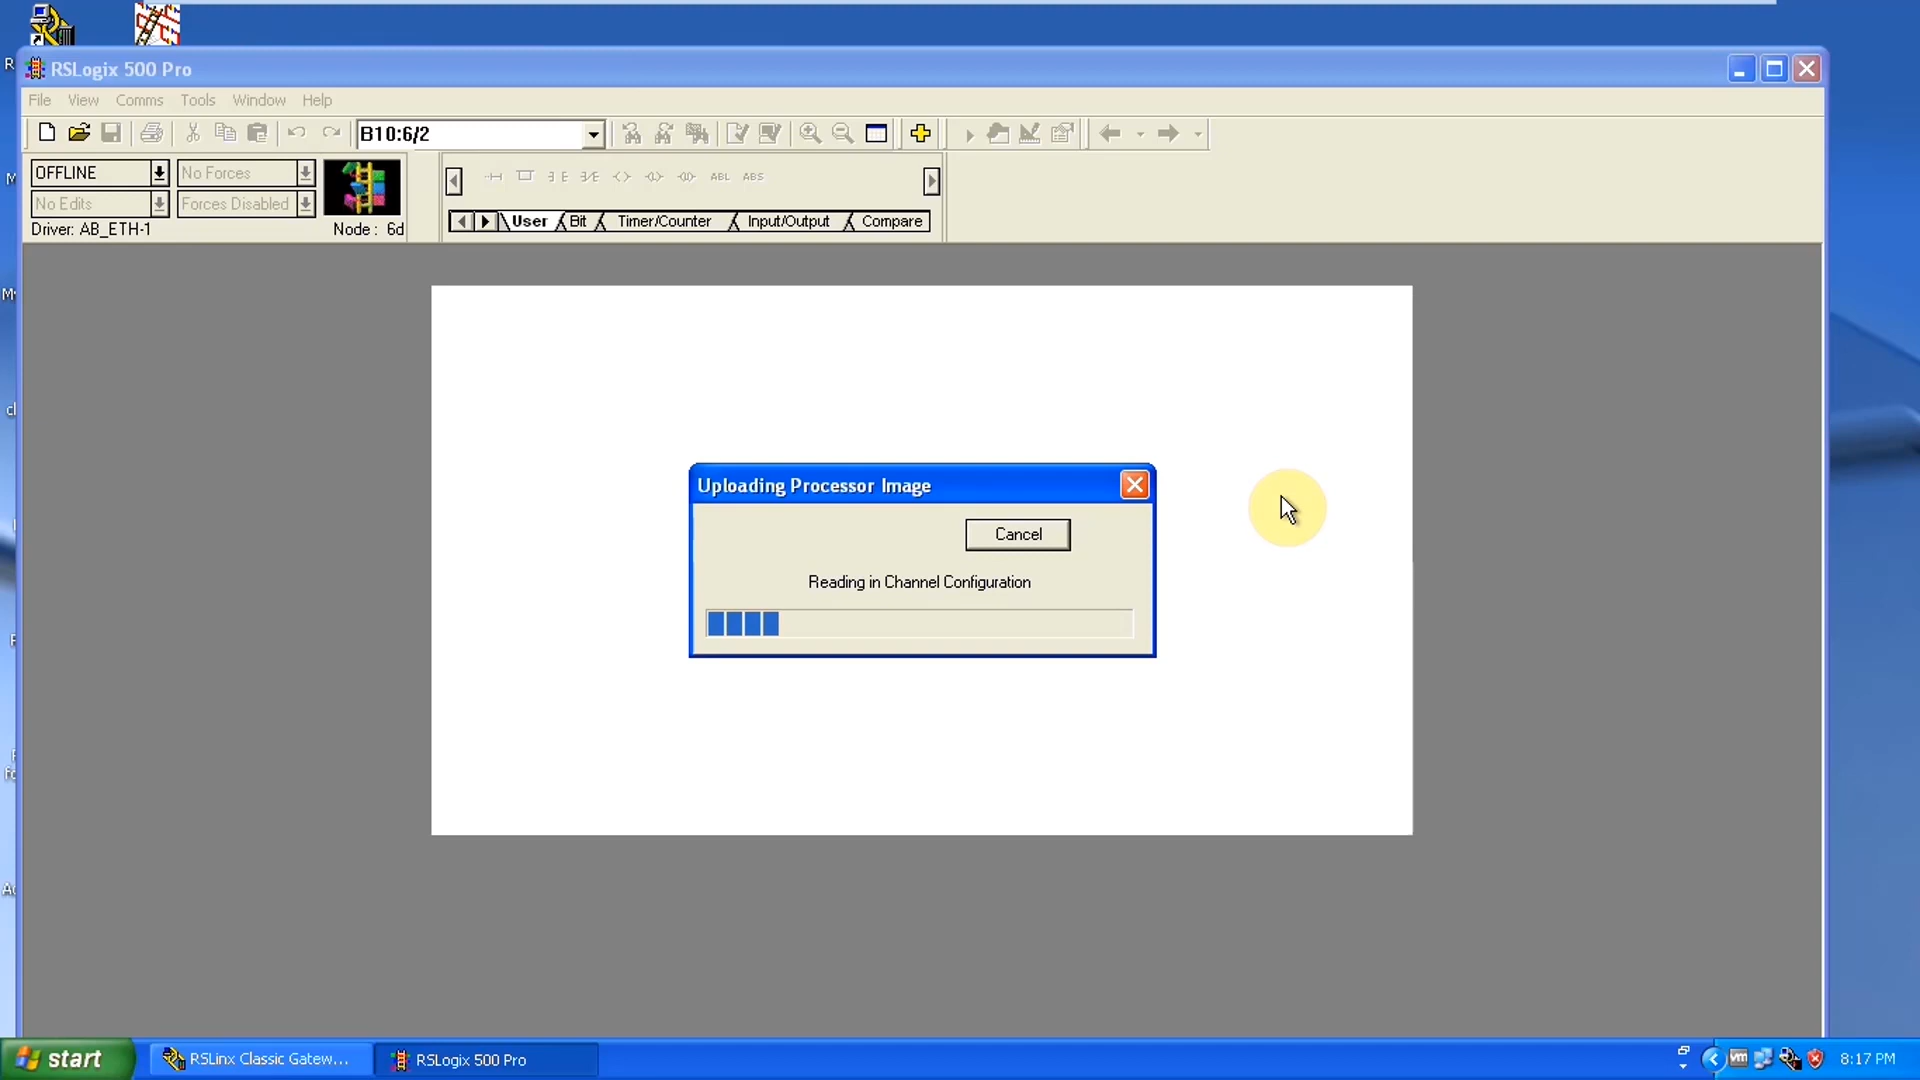 RSLogix 500 Pro
File View Comms Tools Window Help
B10:6/2
OFFLINE No Forces
No Edits Forces Disabled
Driver: AB_ETH-1 Node : 6d
ABL ABS
User Bit Timer/Counter Input/Output Compare
Uploading Processor Image
Cancel
Reading in Channel Configuration
start RSLinx Classic Gatew... RSLogix 500 Pro 8:17 PM